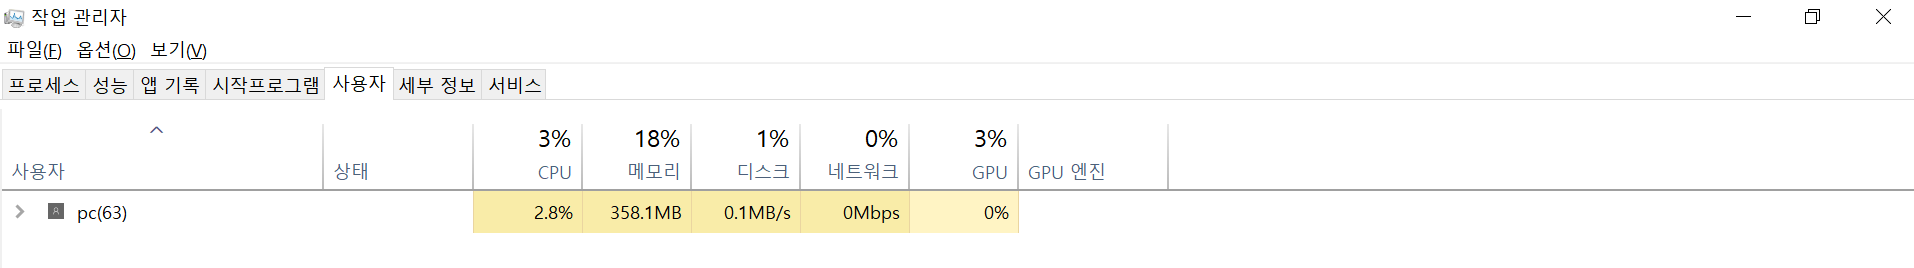 작업 관리자
파일(F) 옵션(O) 보기(V)
프로세스 성능 앱 기록 시작프로그램 사용자 세부 정보 서비스
3% 18% 1% 0% 3%
사용자 상태 CPU 메모리 디스크 네트워크 GPU GPU 엔진
pc(63) 2.8% 358.1MB 0.1MB/s 0Mbps 0%